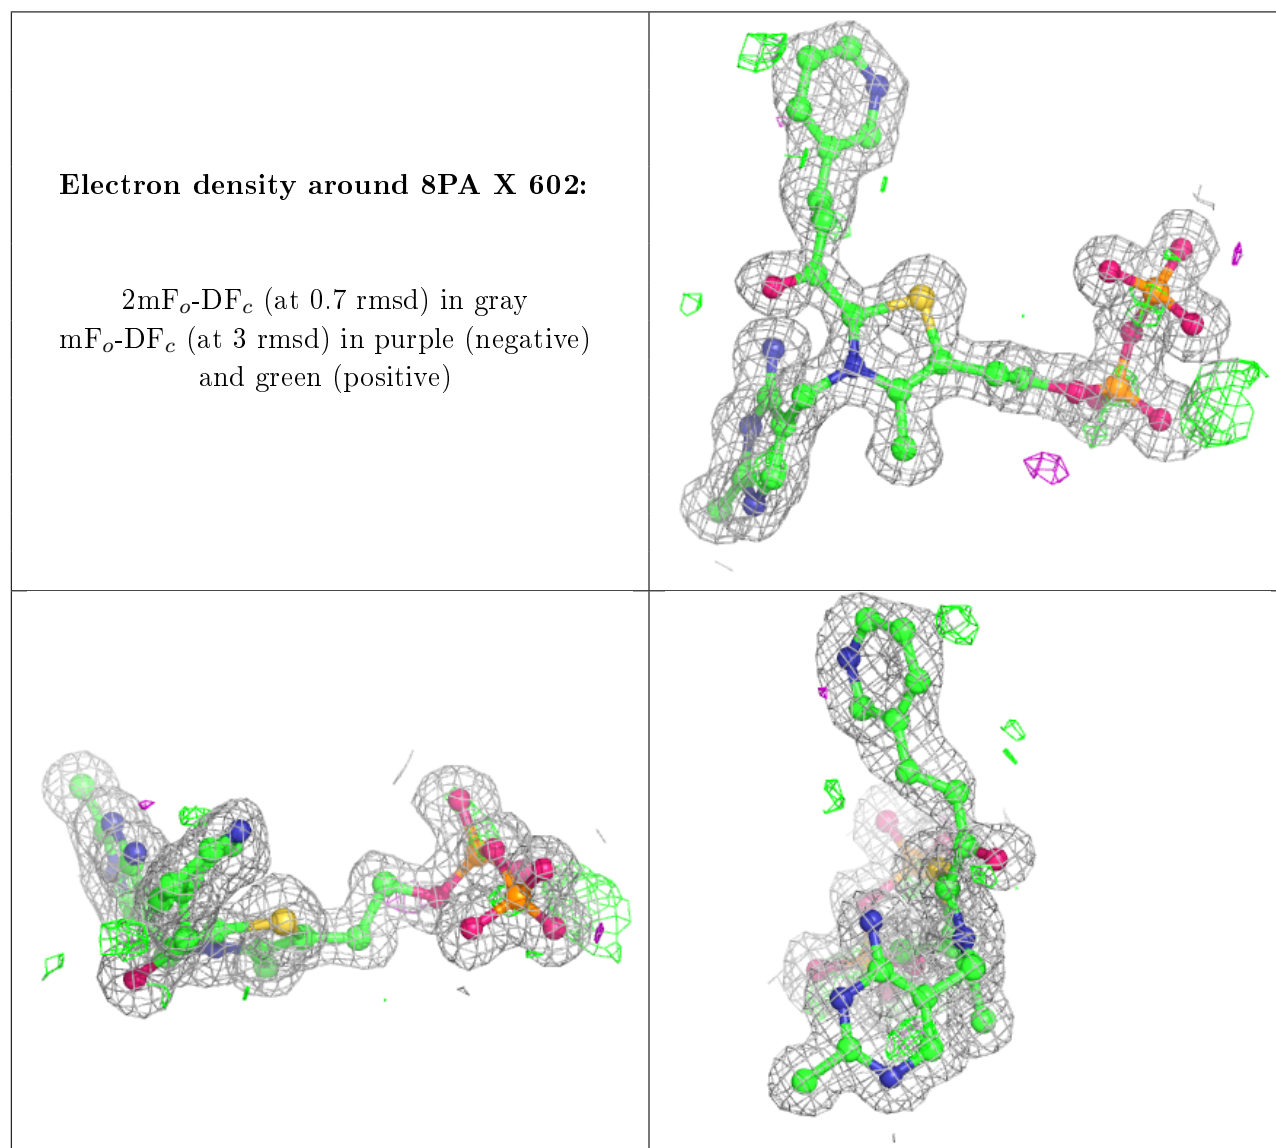 Electron density around 8PA X 602:
2mFo-DFc (at 0.7 rmsd) in gray
mFo-DFc (at 3 rmsd) in purple (negative)
and green (positive)